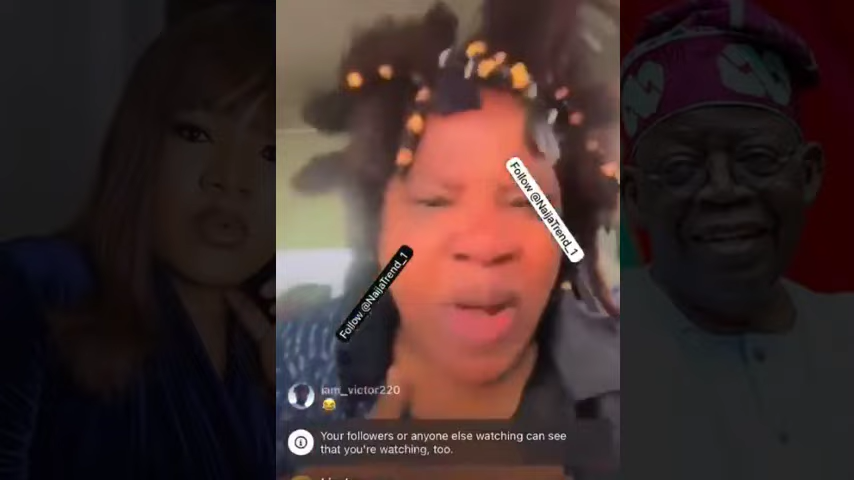 Follow @NaijaTrend_1
Follow @NaijaTrend_1
iam_victor220
😂
Your followers or anyone else watching can see
that you're watching, too.